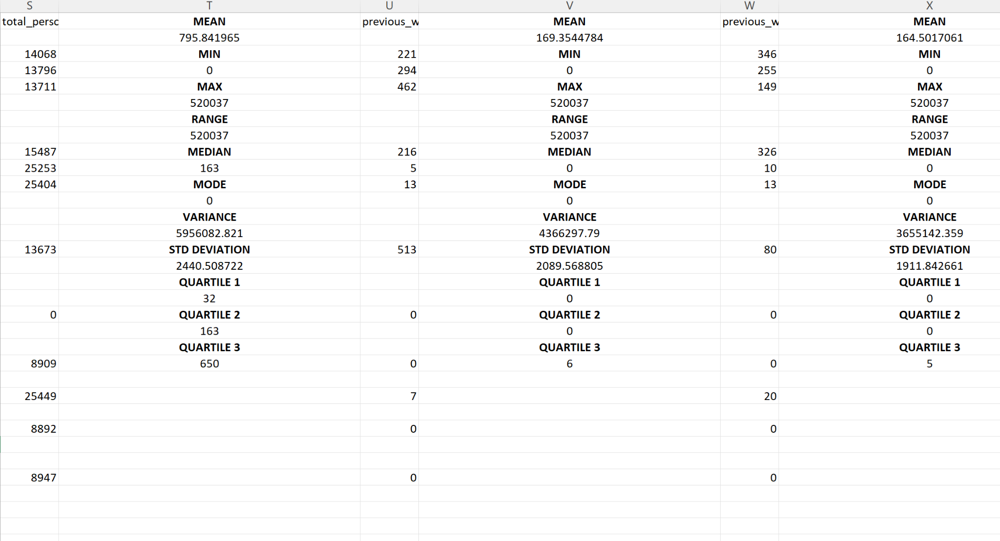 S T U V W X
total_persc MEAN previous_w MEAN previous_w MEAN
795.841965 169.3544784 164.5017061
14068 MIN 221 MIN 346 MIN
13796 0 294 0 255 0
13711 MAX 462 MAX 149 MAX
520037 520037 520037
RANGE RANGE RANGE
520037 520037 520037
15487 MEDIAN 216 MEDIAN 326 MEDIAN
25253 163 5 0 10 0
25404 MODE 13 MODE 13 MODE
0 0 0
VARIANCE VARIANCE VARIANCE
5956082.821 4366297.79 3655142.359
13673 STD DEVIATION 513 STD DEVIATION 80 STD DEVIATION
2440.508722 2089.568805 1911.842661
QUARTILE 1 QUARTILE 1 QUARTILE 1
32 0 0
0 QUARTILE 2 0 QUARTILE 2 0 QUARTILE 2
163 0 0
QUARTILE 3 QUARTILE 3 QUARTILE 3
8909 650 0 6 0 5
25449 7 20
8892 0 0
8947 0 0